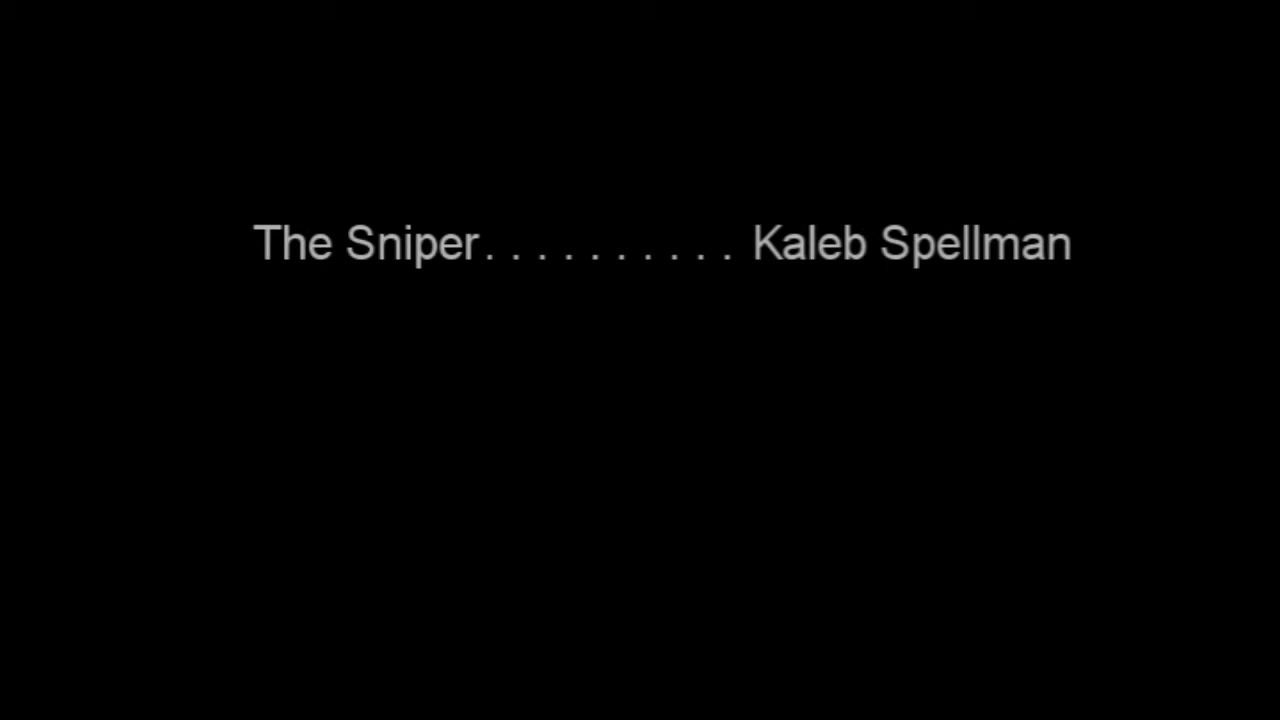 The Sniper. . . . . . . . . . Kaleb Spellman